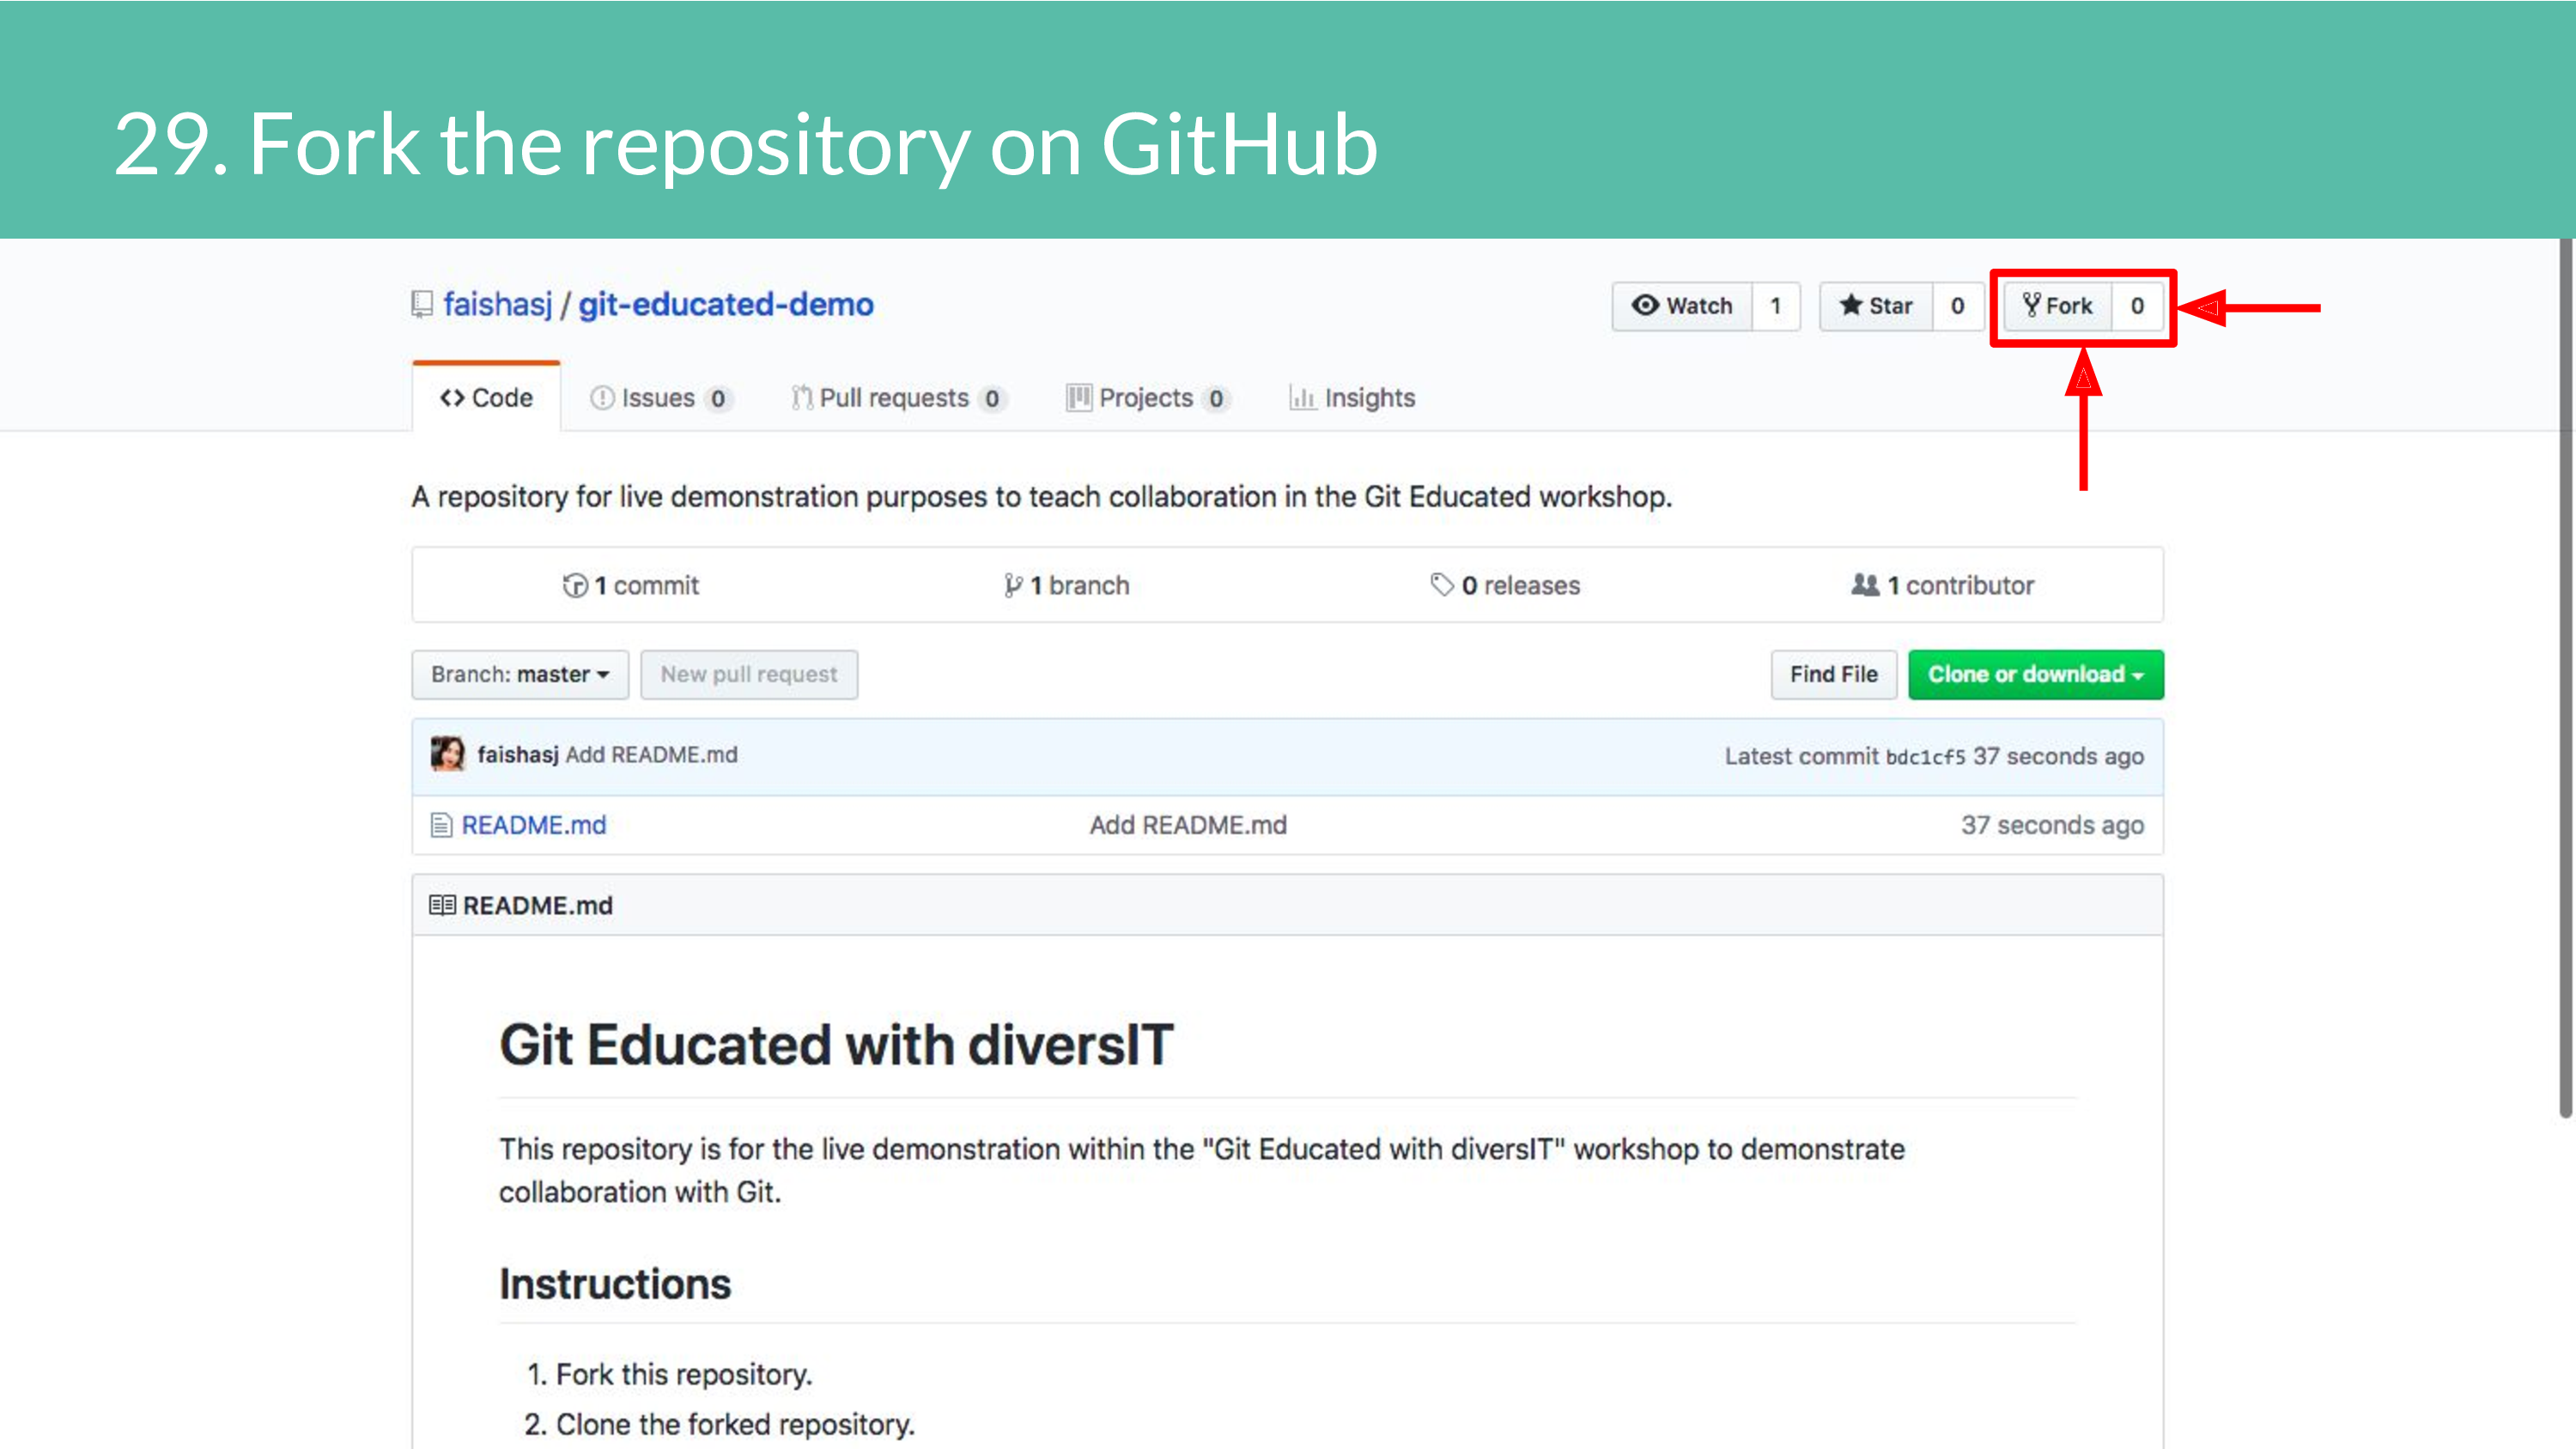 29. Fork the repository on GitHub
faishasj / git-educated-demo
Watch 1 Star 0 Fork 0
Code Issues 0 Pull requests 0 Projects 0 Insights
A repository for live demonstration purposes to teach collaboration in the Git Educated workshop.
1 commit 1 branch 0 releases 1 contributor
Branch: master New pull request Find File Clone or download
faishasj Add README.md Latest commit bdc1cf5 37 seconds ago
README.md Add README.md 37 seconds ago
README.md
Git Educated with diversIT
This repository is for the live demonstration within the "Git Educated with diversIT" workshop to demonstrate
collaboration with Git.
Instructions
1. Fork this repository.
2. Clone the forked repository.